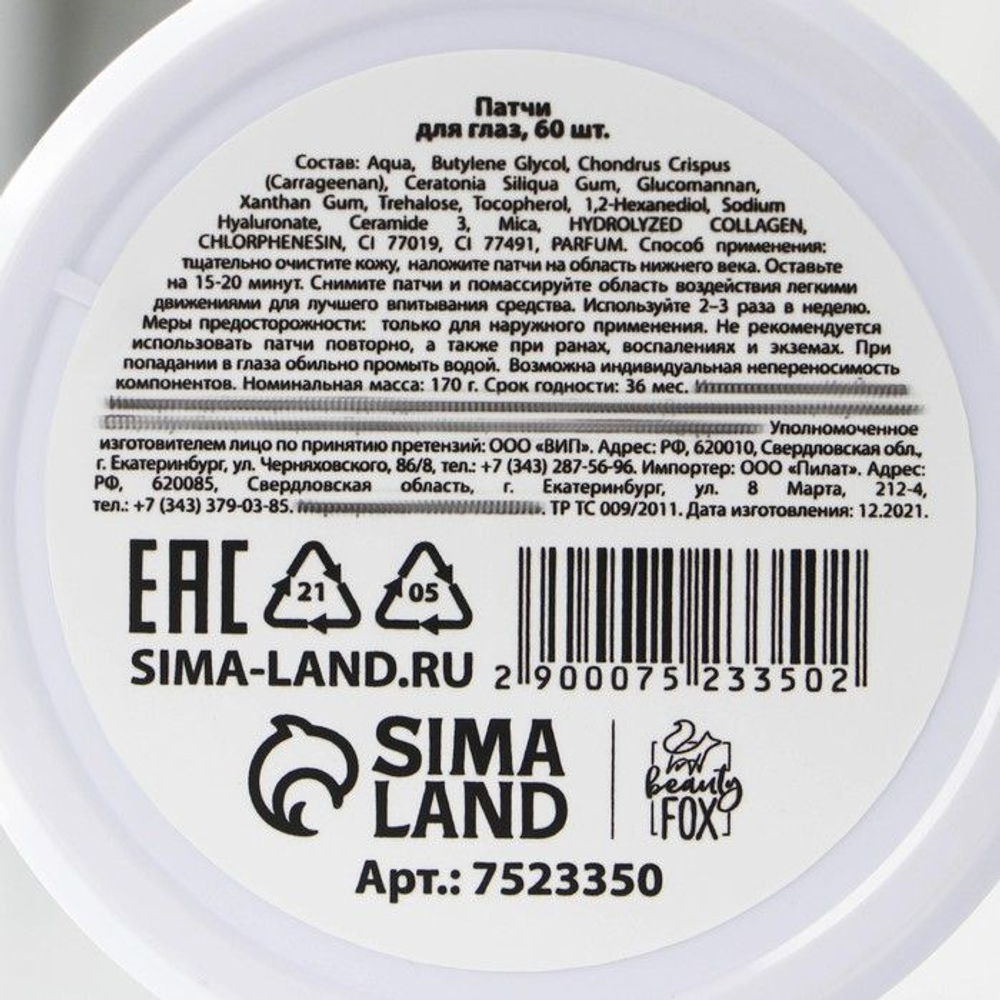 Патчи
для глаз, 60 шт.
Состав: Aqua, Butylene Glycol, Chondrus Crispus
(Carrageenan), Ceratonia Siliqua Gum, Glucomannan,
Xanthan Gum, Trehalose, Tocopherol, 1,2-Hexanediol, Sodium
Hyaluronate, Ceramide 3, Mica, HYDROLYZED COLLAGEN,
CHLORPHENESIN, CI 77019, CI 77491, PARFUM. Способ применения:
тщательно очистите кожу, наложите патчи на область нижнего века. Оставьте
на 15-20 минут. Снимите патчи и помассируйте область воздействия легкими
движениями для лучшего впитывания средства. Используйте 2–3 раза в неделю.
Меры предосторожности: только для наружного применения. Не рекомендуется
использовать патчи повторно, а также при ранах, воспалениях и экземах. При
попадании в глаза обильно промыть водой. Возможна индивидуальная непереносимость
компонентов. Номинальная масса: 170 г. Срок годности: 36 мес.
Уполномоченное
изготовителем лицо по принятию претензий: ООО «ВИП». Адрес: РФ, 620010, Свердловская обл.,
г. Екатеринбург, ул. Черняховского, 86/8, тел.: +7 (343) 287-56-96. Импортер: ООО «Пилат». Адрес:
РФ, 620085, Свердловская область, г. Екатеринбург, ул. 8 Марта, 212-4,
тел.: +7 (343) 379-03-85. . ТР ТС 009/2011. Дата изготовления: 12.2021.
EAC 21 05
SIMA-LAND.RU
2 900075 233502
SIMA
LAND
beauty
FOX
Арт.: 7523350